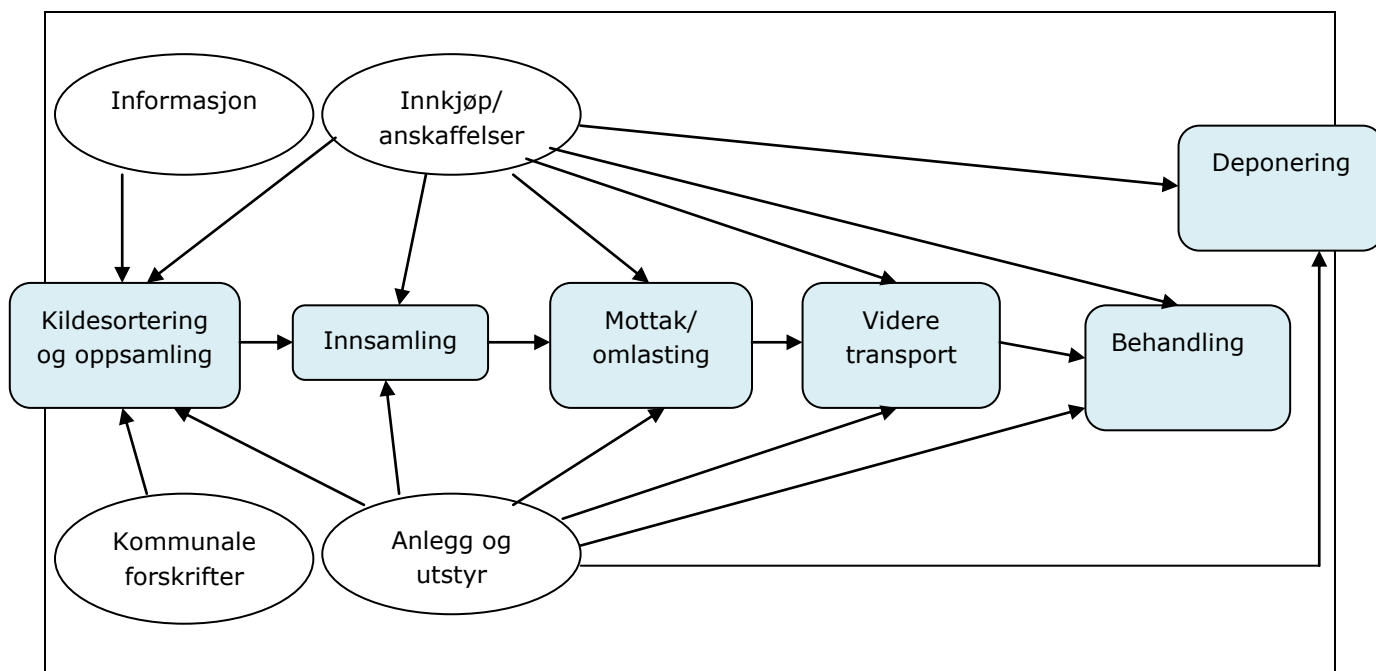 Informasjon
Innkjøp/
anskaffelser
Deponering
Kildesortering
og oppsamling
Innsamling
Mottak/
omlasting
Videre
transport
Behandling
Kommunale
forskrifter
Anlegg og
utstyr